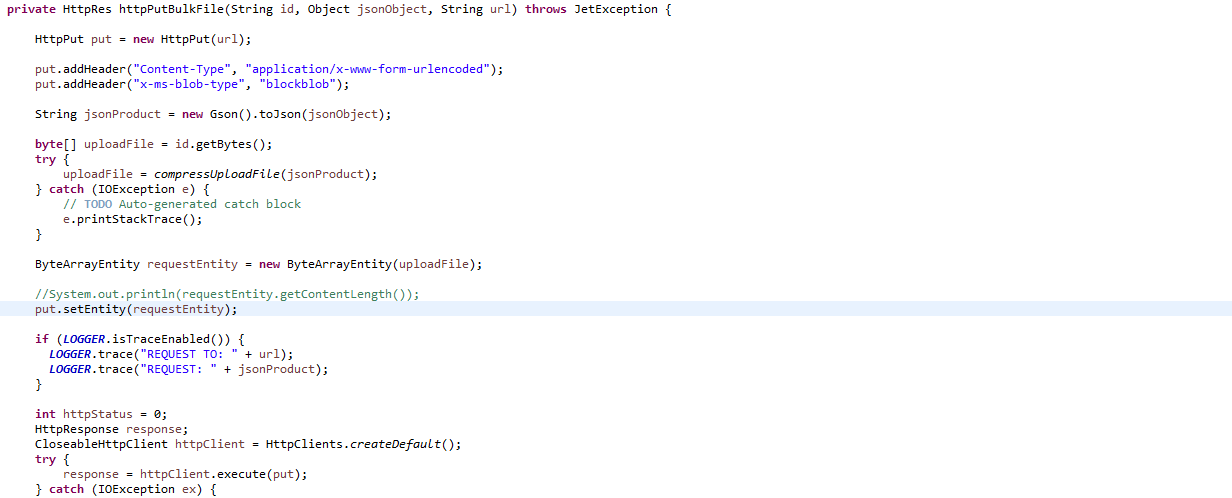 private HttpRes httpPutBulkFile(String id, Object jsonObject, String url) throws JetException {
HttpPut put = new HttpPut(url);
put.addHeader("Content-Type", "application/x-www-form-urlencoded");
put.addHeader("x-ms-blob-type", "blockblob");
String jsonProduct = new Gson().toJson(jsonObject);
byte[] uploadFile = id.getBytes();
try {
uploadFile = compressUploadFile(jsonProduct);
} catch (IOException e) {
// TODO Auto-generated catch block
e.printStackTrace();
}
ByteArrayEntity requestEntity = new ByteArrayEntity(uploadFile);
//System.out.println(requestEntity.getContentLength());
put.setEntity(requestEntity);
if (LOGGER.isTraceEnabled()) {
LOGGER.trace("REQUEST TO: " + url);
LOGGER.trace("REQUEST: " + jsonProduct);
}
int httpStatus = 0;
HttpResponse response;
CloseableHttpClient httpClient = HttpClients.createDefault();
try {
response = httpClient.execute(put);
} catch (IOException ex) {